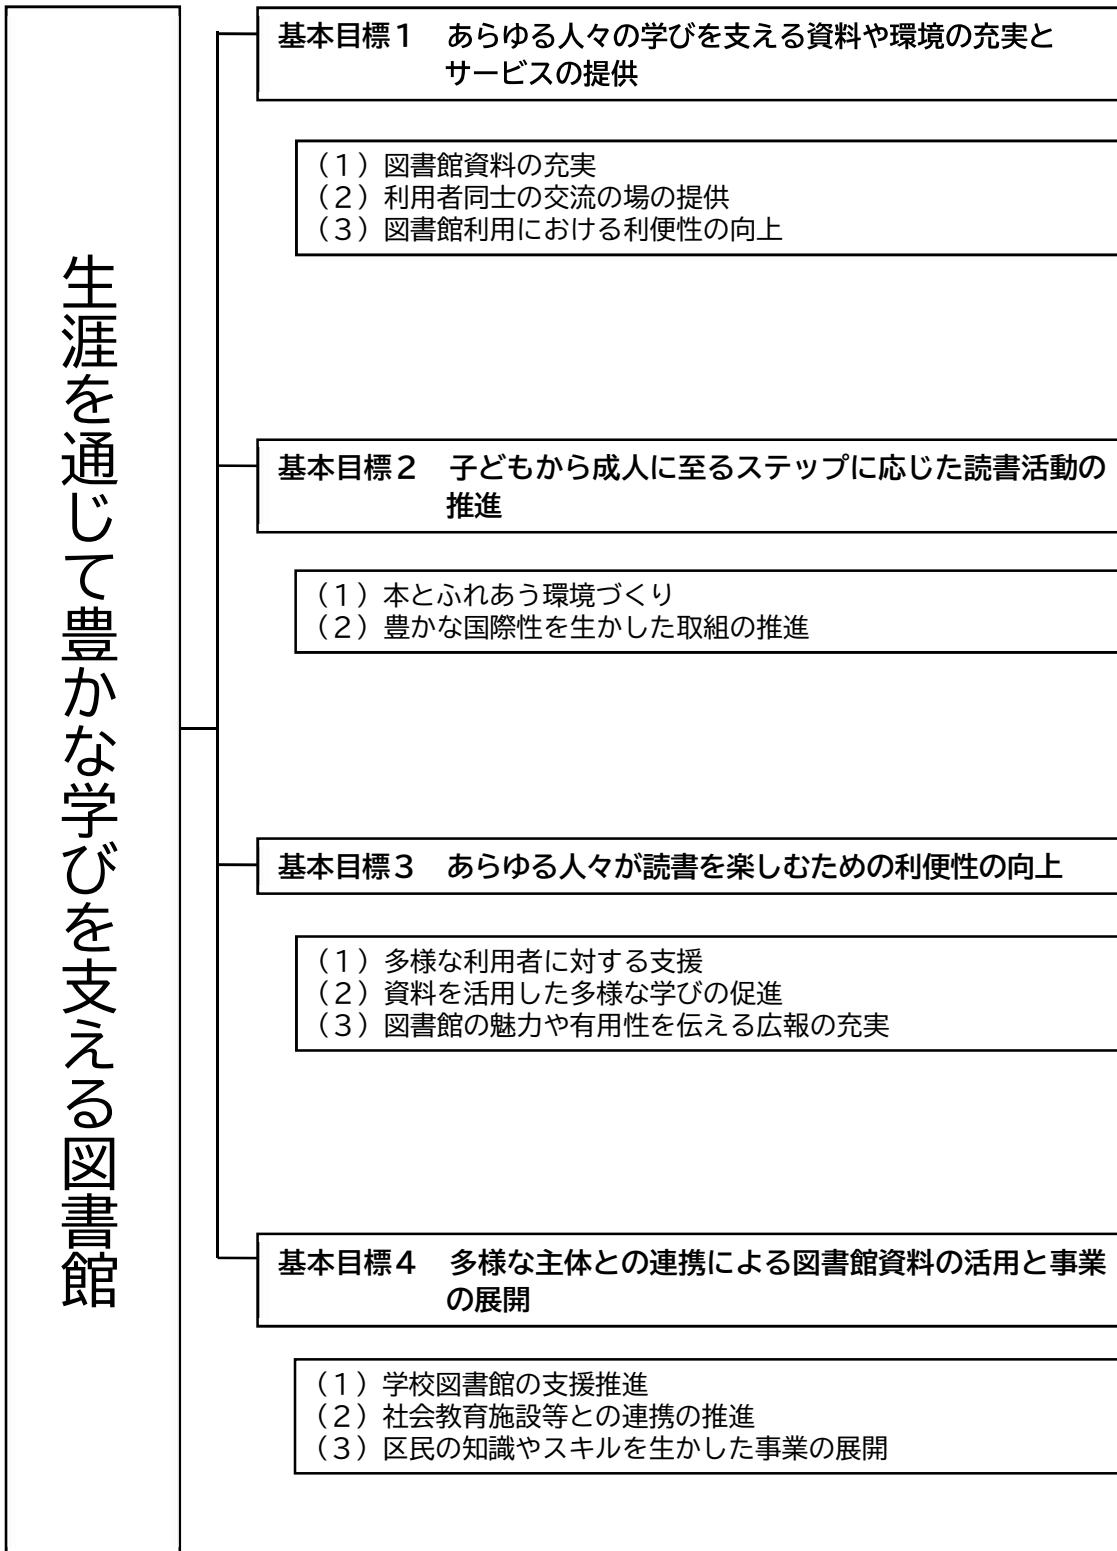 生涯を通じて豊かな学びを支える図書館
基本目標１　あらゆる人々の学びを支える資料や環境の充実と
サービスの提供
（１）図書館資料の充実
（２）利用者同士の交流の場の提供
（３）図書館利用における利便性の向上
基本目標２　子どもから成人に至るステップに応じた読書活動の
推進
（１）本とふれあう環境づくり
（２）豊かな国際性を生かした取組の推進
基本目標３　あらゆる人々が読書を楽しむための利便性の向上
（１）多様な利用者に対する支援
（２）資料を活用した多様な学びの促進
（３）図書館の魅力や有用性を伝える広報の充実
基本目標４　多様な主体との連携による図書館資料の活用と事業
の展開
（１）学校図書館の支援推進
（２）社会教育施設等との連携の推進
（３）区民の知識やスキルを生かした事業の展開